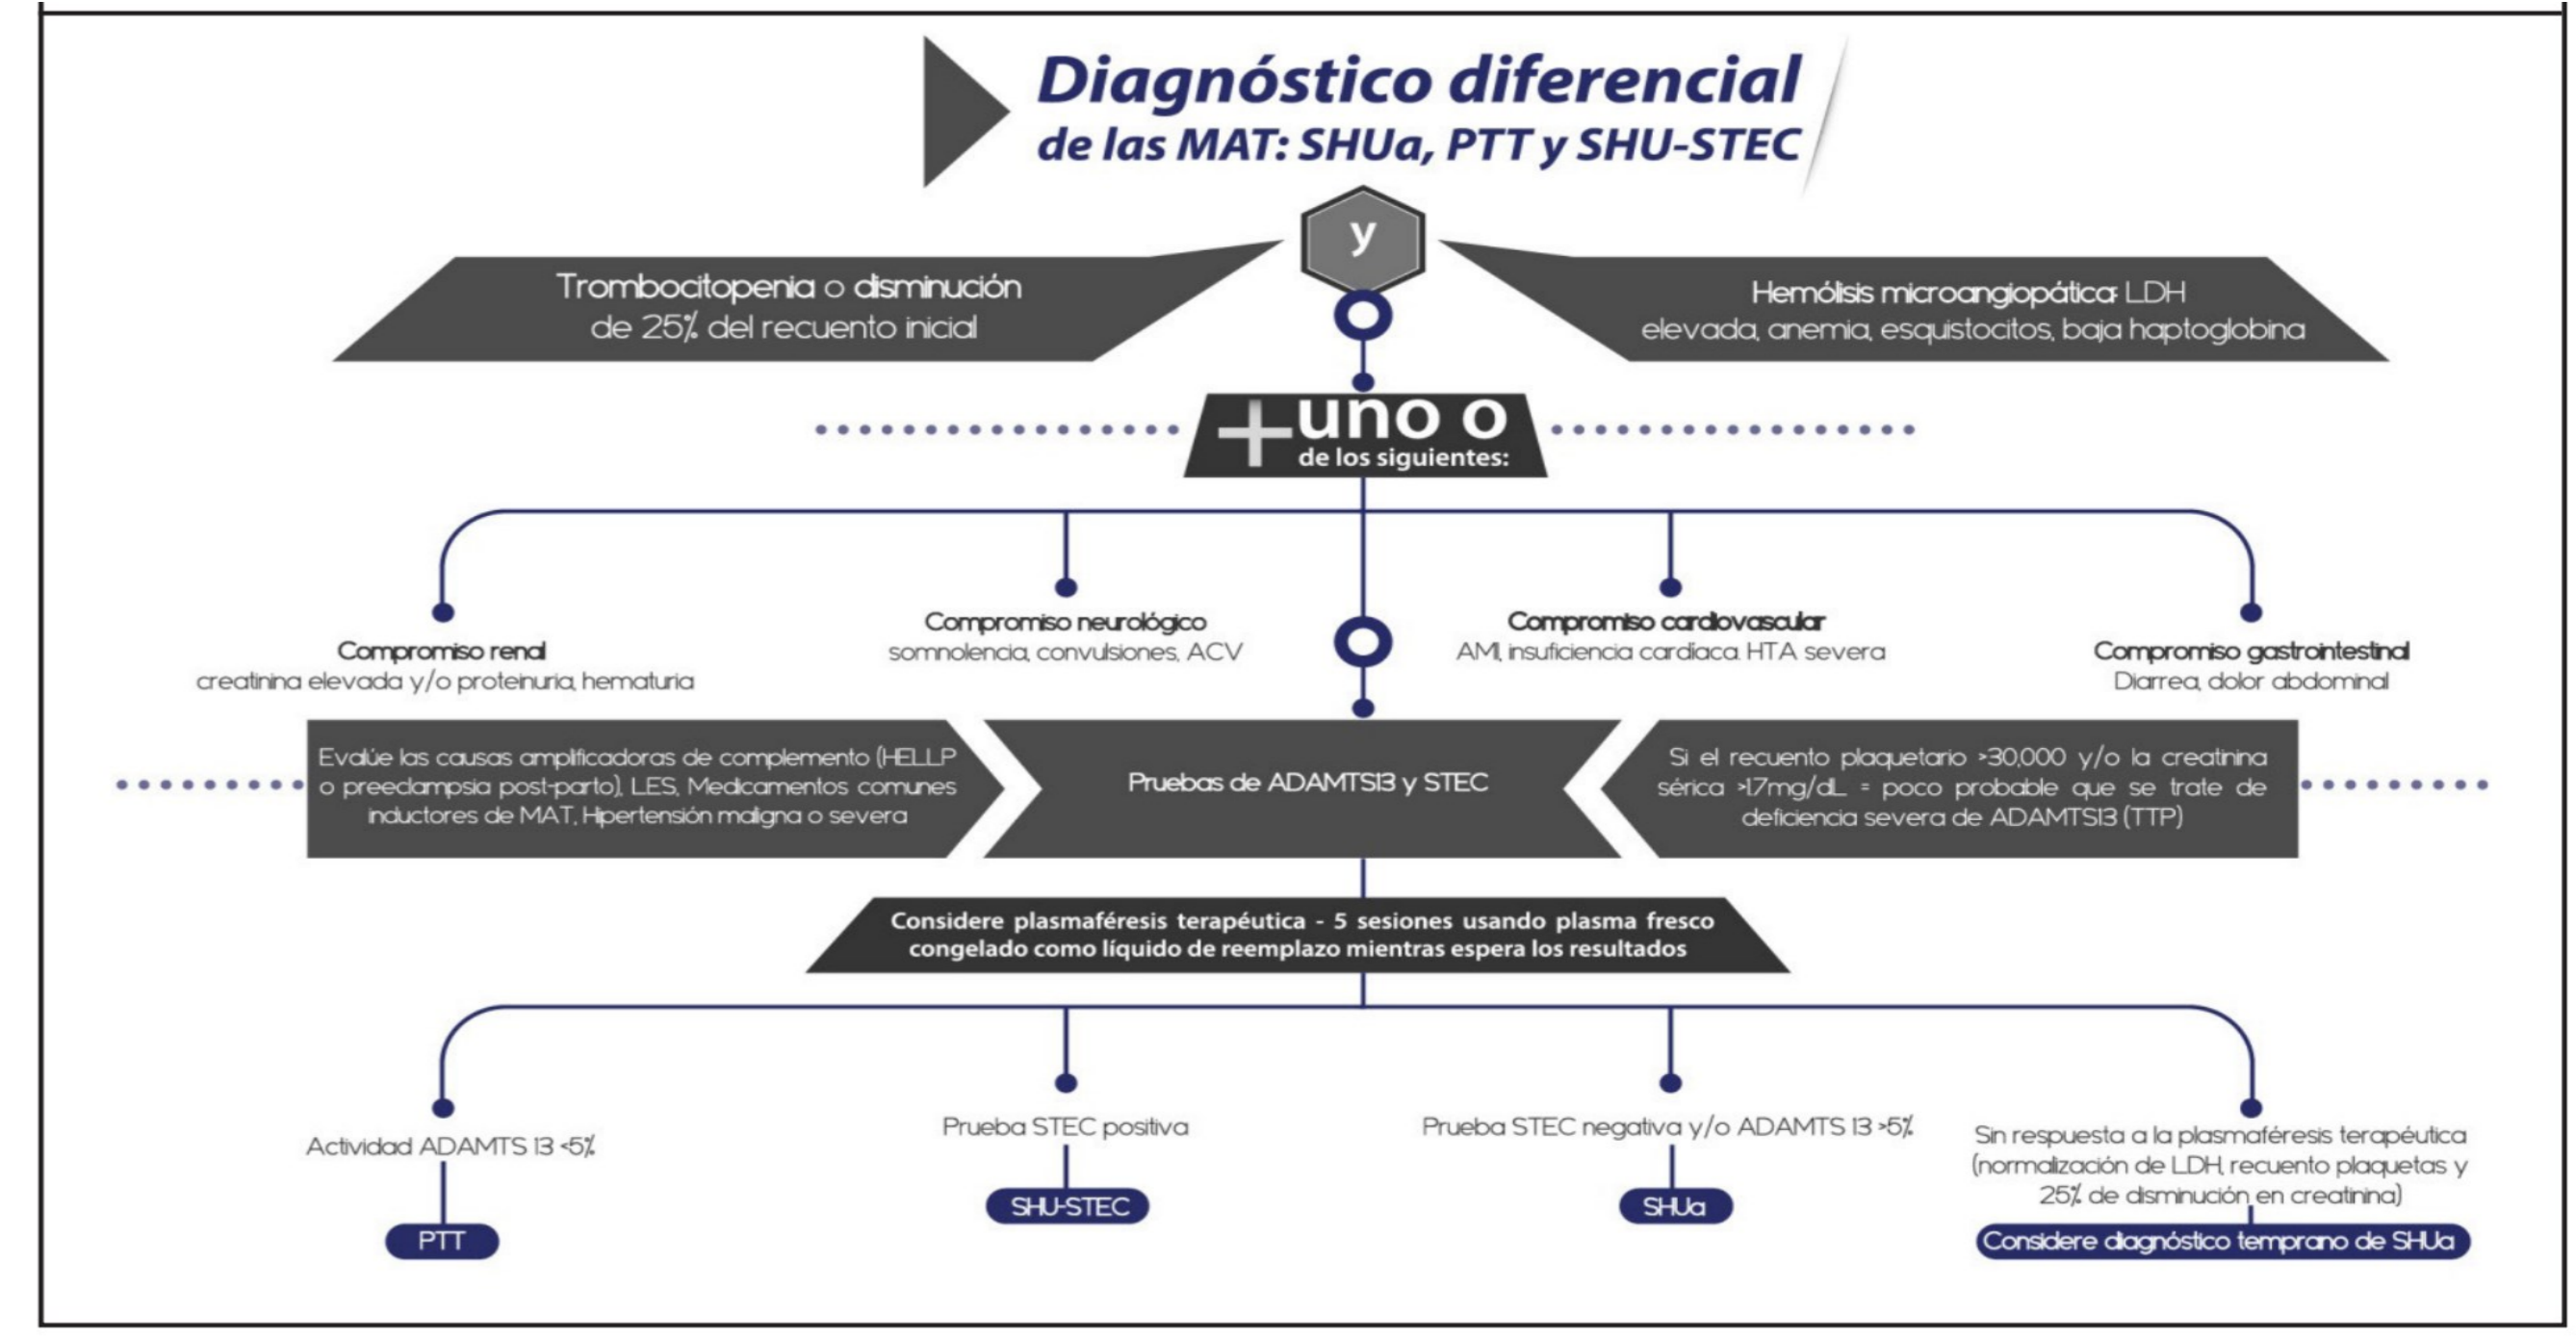 Diagnóstico diferencial
de las MAT: SHUa, PTT y SHU-STEC
y
Trombocitopenia o disminución
de 25% del recuento inicial
Hemólisis microangiopática: LDH
elevada, anemia, esquistocitos, baja haptoglobina
+uno o
de los siguientes:
Compromiso renal
creatinina elevada y/o proteinuria, hematuria
Compromiso neurológico
somnolencia, convulsiones, ACV
Compromiso cardiovascular
AMI, insuficiencia cardíaca. HTA severa
Compromiso gastrointestinal
Diarrea, dolor abdominal
Evalúe las causas amplificadoras de complemento (HELLP
o preeclampsia post-parto), LES, Medicamentos comunes
inductores de MAT, Hipertensión maligna o severa
Pruebas de ADAMTS13 y STEC
Si el recuento plaquetario >30,000 y/o la creatinina
sérica >1.7mg/dL = poco probable que se trate de
deficiencia severa de ADAMTS13 (TTP)
Considere plasmaféresis terapéutica - 5 sesiones usando plasma fresco
congelado como líquido de reemplazo mientras espera los resultados
Actividad ADAMTS 13 <5%
PTT
Prueba STEC positiva
SHU-STEC
Prueba STEC negativa y/o ADAMTS 13 >5%
SHUa
Sin respuesta a la plasmaféresis terapéutica
(normalización de LDH, recuento plaquetas y
25% de disminución en creatinina)
Considere diagnóstico temprano de SHUa